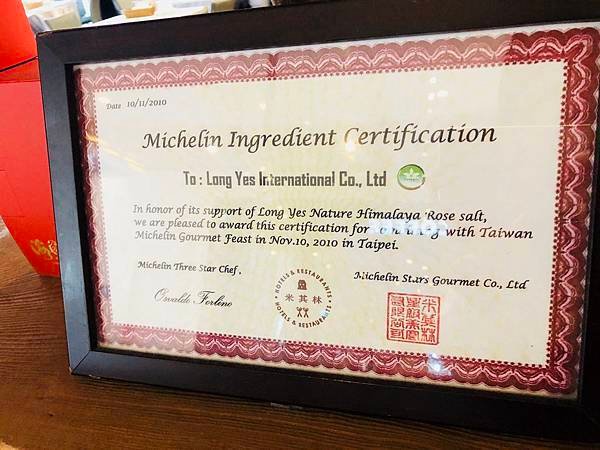 Date 10/11/2010
Michelin Ingredient Certification
To : Long Yes International Co., Ltd
In honor of its support of Long Yes Nature Himalaya Rose salt,
we are pleased to award this certification for with Taiwan
Michelin Gourmet Feast in Nov.10, 2010 in Taipei.
Michelin Three Star Chef ,
Michelin Stars Gourmet Co., Ltd
Osvaldo Forlino
HOTELS & RESTAURANTS
米其林
HOTELS & RESTAURANTS